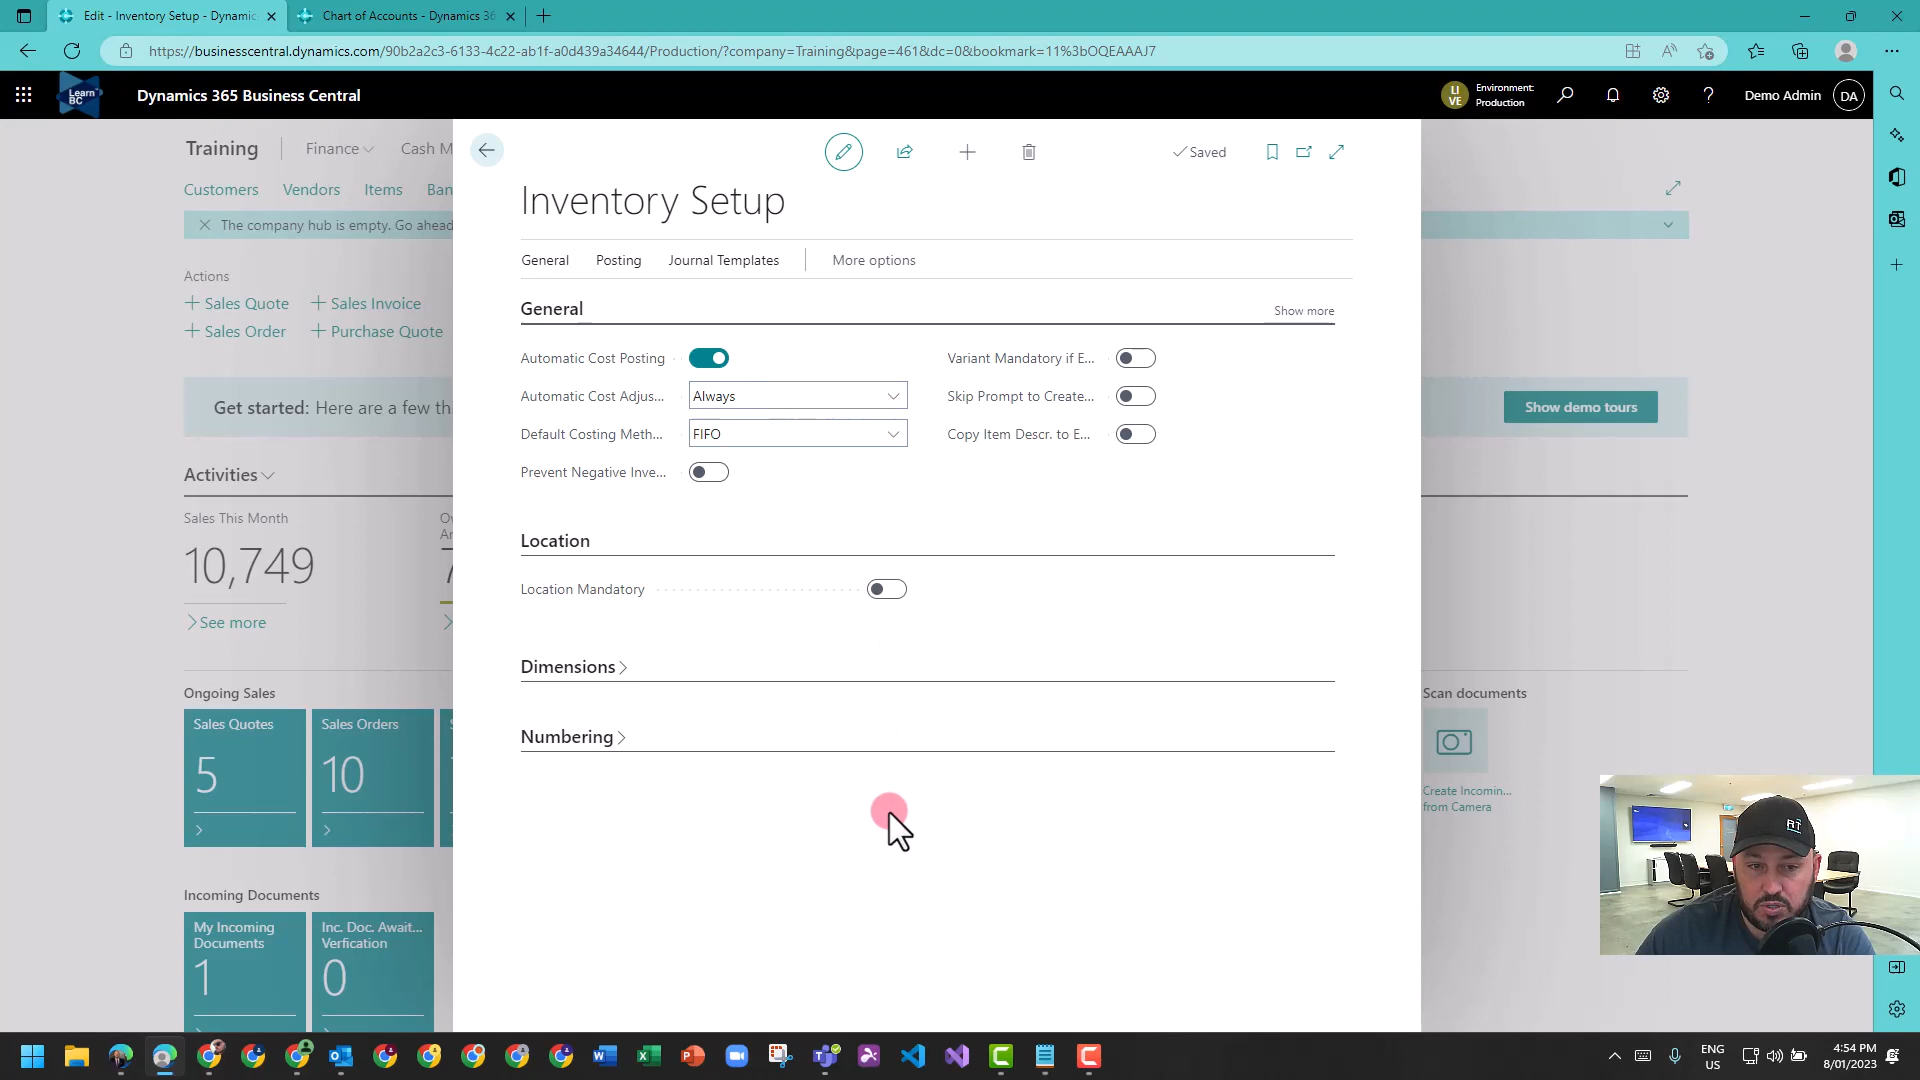 Edit - Inventory Setup - Dynamic
Chart of Accounts - Dynamics 36
https://businesscentral.dynamics.com/90b2a2c3-6133-4c22-ab1f-a0d439a34644/Production/?company=Training&page=461&dc=0&bookmark=11%3bOQEAAAJ7
Learn BC
Dynamics 365 Business Central
LI VE
Environment:
Production
Demo Admin
DA
Training
Finance
Cash M
Customers
Vendors
Items
Ban
The company hub is empty. Go ahead
Actions
Sales Quote
Sales Invoice
Sales Order
Purchase Quote
Get started: Here are a few thi
Show demo tours
Activities
Sales This Month
10,749
See more
Ongoing Sales
Sales Quotes
5
Sales Orders
10
Incoming Documents
My Incoming
Documents
1
Inc. Doc. Await...
Verfication
0
Saved
Inventory Setup
General
Posting
Journal Templates
More options
General
Show more
Automatic Cost Posting
Automatic Cost Adjus...
Always
Default Costing Meth...
FIFO
Prevent Negative Inve...
Variant Mandatory if E...
Skip Prompt to Create...
Copy Item Descr. to E...
Location
Location Mandatory
Dimensions
Numbering
Scan documents
Create Incomin...
from Camera
RT
ENG
US
4:54 PM
8/01/2023